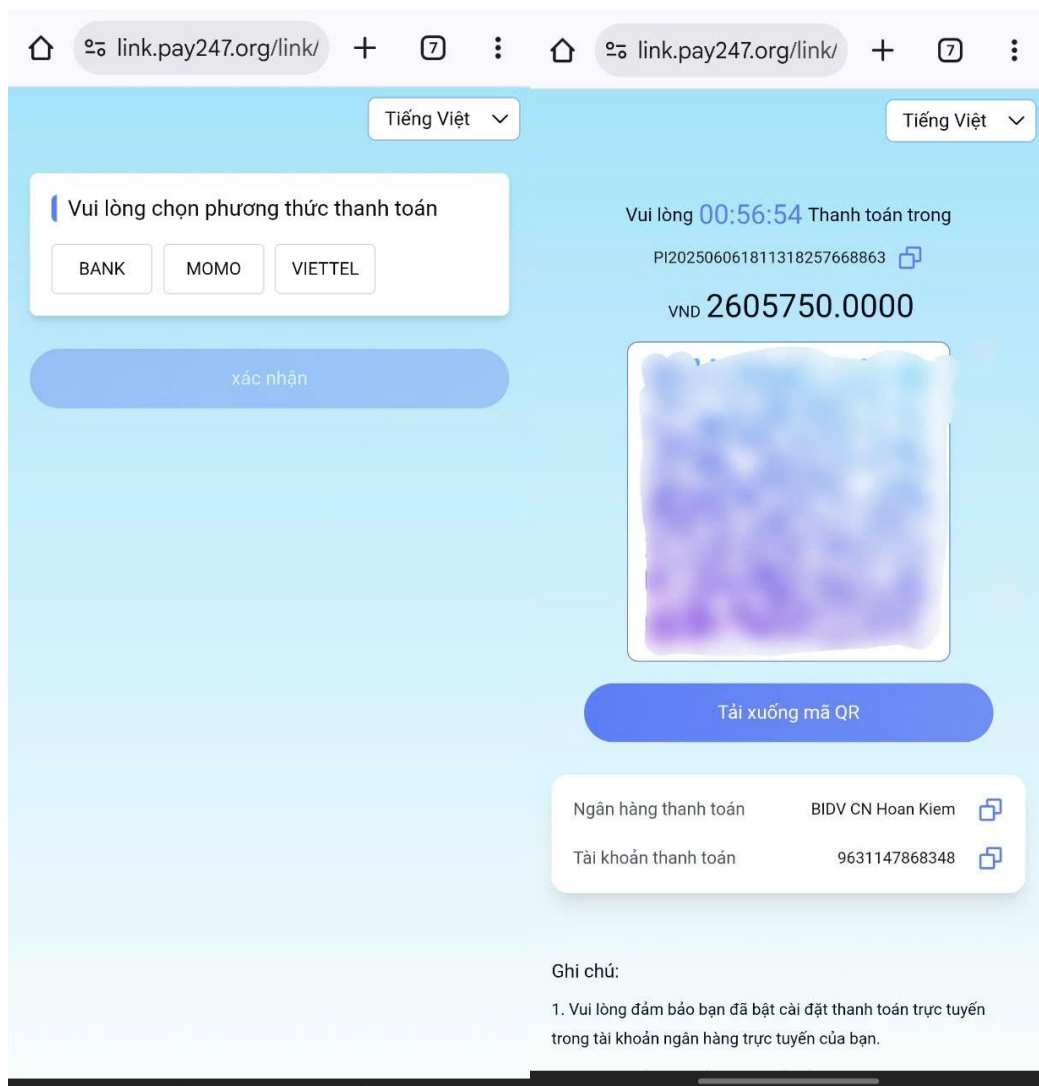 link.pay247.org/link/
7
Tiếng Việt
Vui lòng chọn phương thức thanh toán
BANK
MOMO
VIETTEL
xác nhận
link.pay247.org/link/
7
Tiếng Việt
Vui lòng 00:56:54 Thanh toán trong
PI2025060618113182576688​63
VND 2605750.0000
Tải xuống mã QR
Ngân hàng thanh toán BIDV CN Hoan Kiem
Tài khoản thanh toán 9631147868348
Ghi chú:
1. Vui lòng đảm bảo bạn đã bật cài đặt thanh toán trực tuyến
trong tài khoản ngân hàng trực tuyến của bạn.